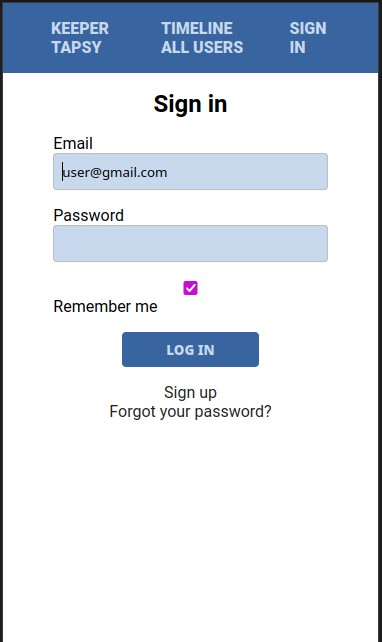 KEEPER TIMELINE SIGN
TAPSY ALL USERS IN
Sign in
Email
user@gmail.com
Password
Remember me
LOG IN
Sign up
Forgot your password?